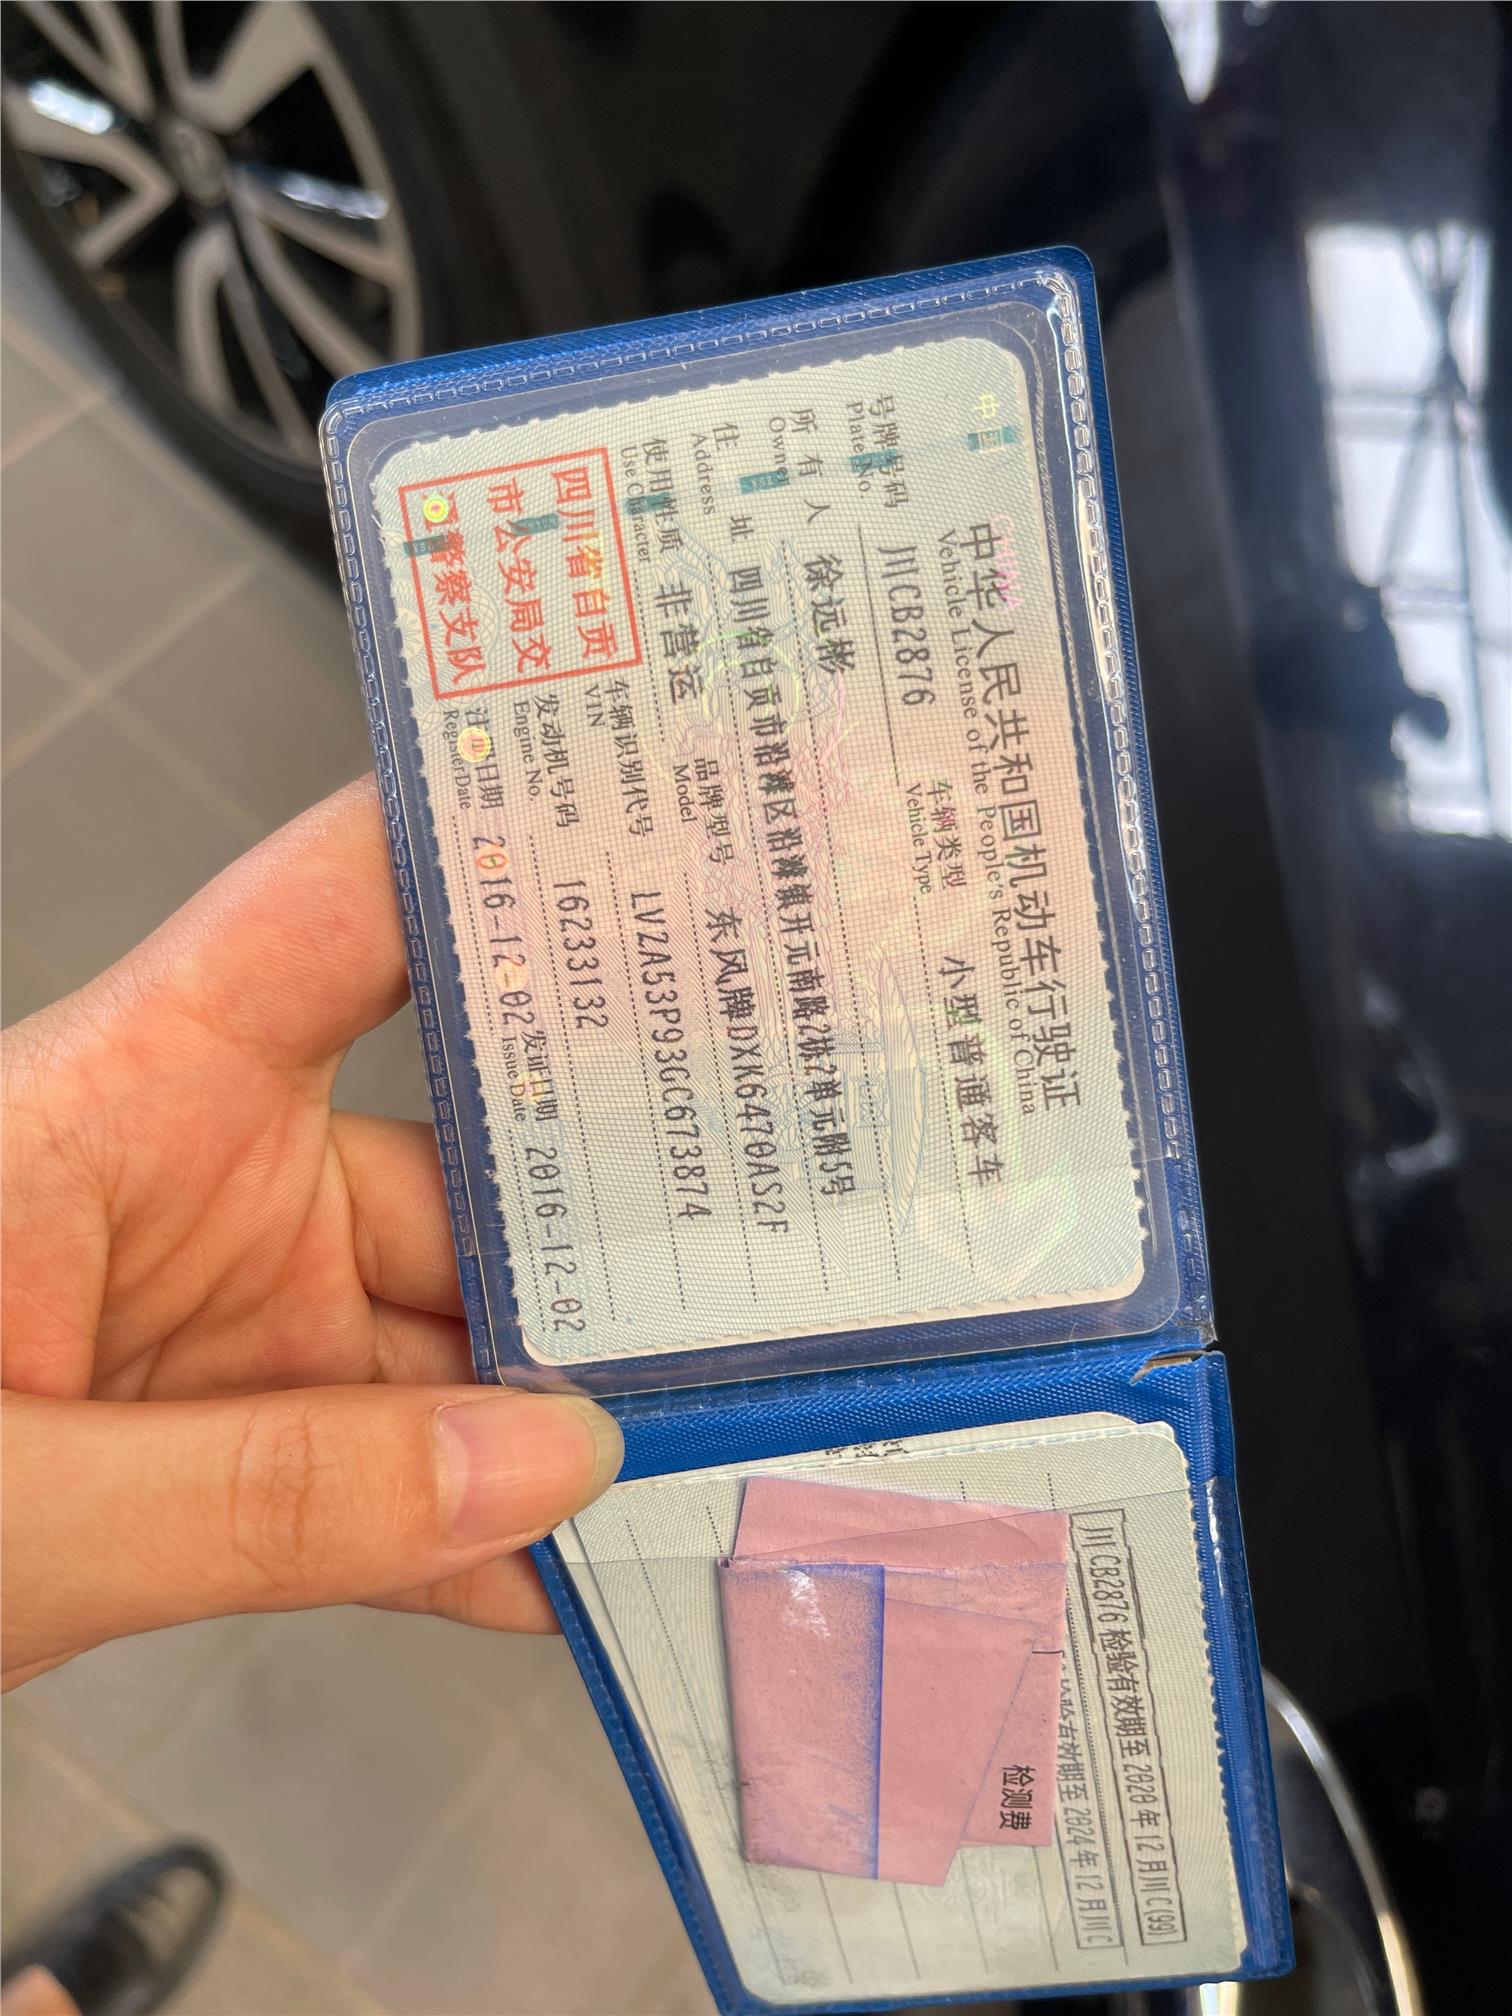 中国
CHINA
中华人民共和国机动车行驶证
Vehicle License of the People's Republic of China
号牌号码 川CB2876 车辆类型 小型普通客车
Plate No. Vehicle Type
所有人 徐远彬
Owner
住址 四川省自贡市沿滩区沿滩镇开元南路2栋2单元附5号
Address
使用性质 非营运 品牌型号 东风牌DXK6470AS2F
Use Character Model
四川省自贡
市公安局交
警察支队
车辆识别代号 LVZA53P93GC673874
VIN
发动机号码 16233132
Engine No.
注册日期 2016-12-02 发证日期 2016-12-02
Register Date Issue Date
川CB2876 检验有效期至 2020年12月川C(99)
检验有效期至 2024年12月川C
检测费